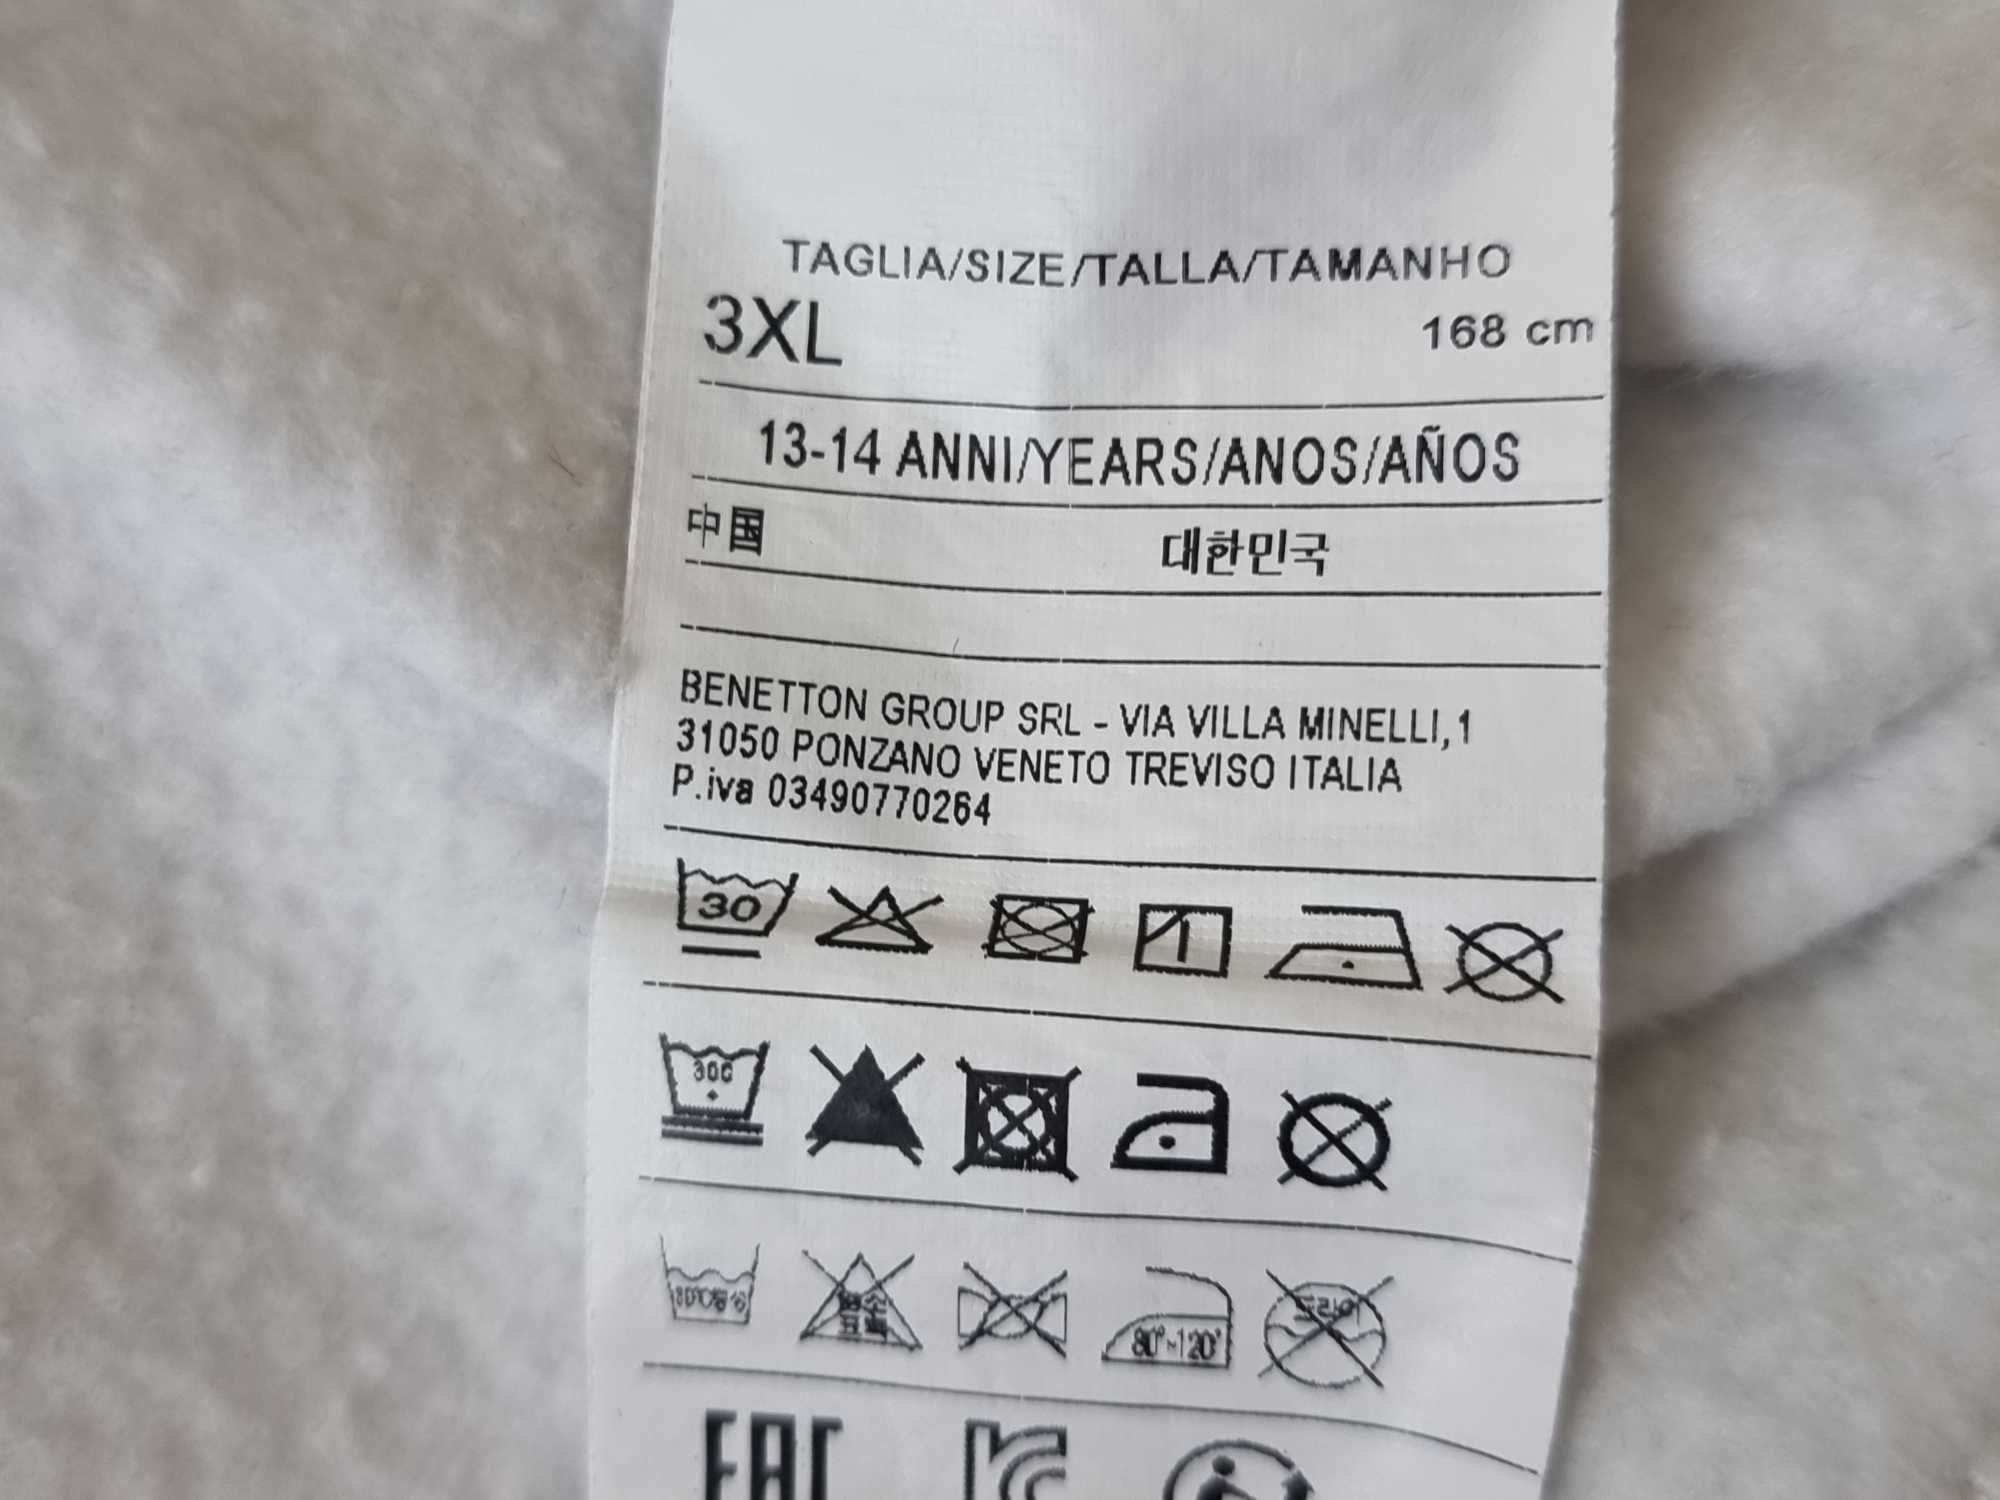 TAGLIA/SIZE/TALLA/TAMANHO
3XL 168 cm
13-14 ANNI/YEARS/ANOS/AÑOS
中国 대한민국
BENETTON GROUP SRL - VIA VILLA MINELLI,1
31050 PONZANO VENETO TREVISO ITALIA
P.iva 03490770264
30
30C
80°~120°
EAC